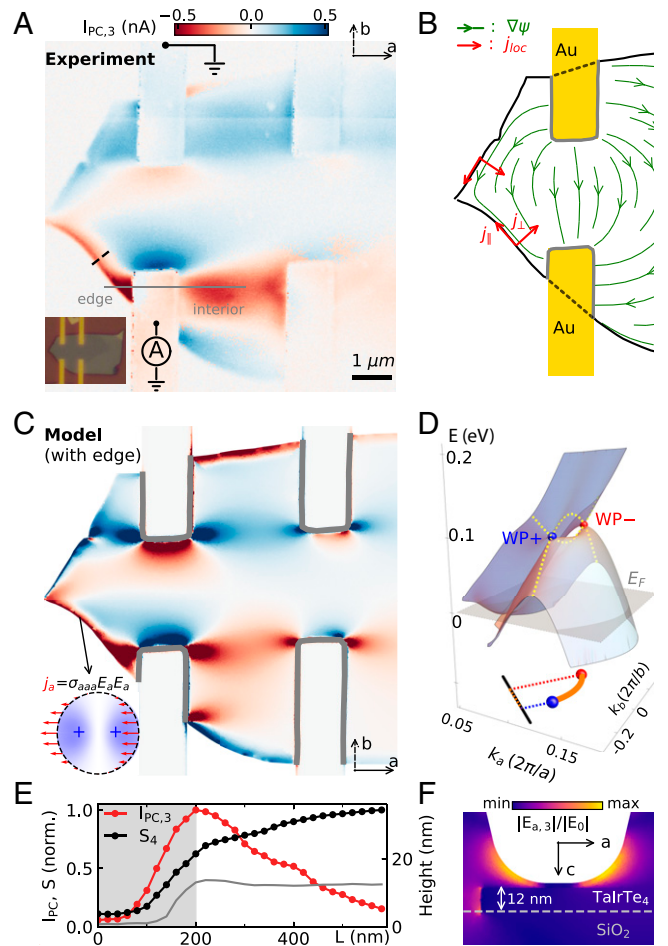 A
−0.5 0.0 0.5
I_PC,3 (nA)
b
a
Experiment
edge
interior
A
1 μm
B
: ∇ψ
: j_loc
Au
j_∥
j_⊥
Au
C
Model
(with edge)
j_a=σ_aaa E_a E_a
+ +
b
a
D
E (eV)
0.2
0.1
0
WP+
WP−
E_F
0.05
0.15
k_a (2π/a)
-0.2
0
k_b (2π/b)
E
I_PC, S (norm.)
1.0
0.5
0.0
I_PC,3
S_4
Height (nm)
20
0
0 200 400 L (nm)
F
min max
|E_a,3|/|E_0|
a
c
12 nm
TaIrTe_4
SiO_2